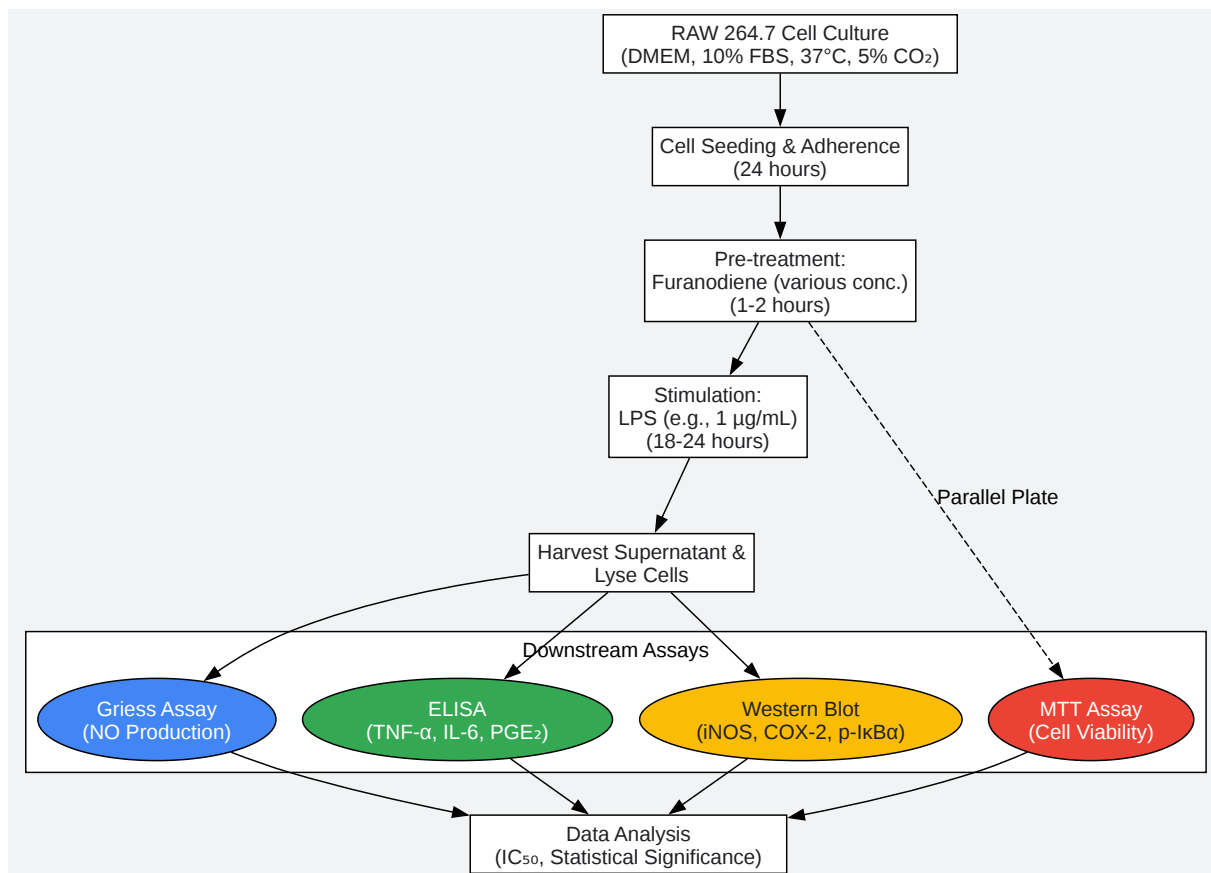 RAW 264.7 Cell Culture
(DMEM, 10% FBS, 37°C, 5% CO₂)
Cell Seeding & Adherence
(24 hours)
Pre-treatment:
Furanodiene (various conc.)
(1-2 hours)
Stimulation:
LPS (e.g., 1 µg/mL)
(18-24 hours)
Parallel Plate
Harvest Supernatant &
Lyse Cells
Downstream Assays
Griess Assay
(NO Production)
ELISA
(TNF-α, IL-6, PGE₂)
Western Blot
(iNOS, COX-2, p-IκBα)
MTT Assay
(Cell Viability)
Data Analysis
(IC₅₀, Statistical Significance)